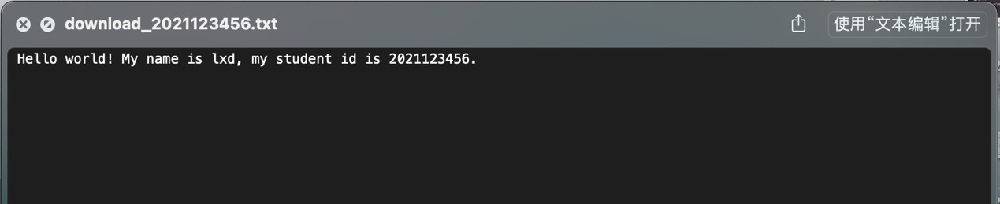 download_2021123456.txt
使用“文本编辑”打开
Hello world! My name is lxd, my student id is 2021123456.